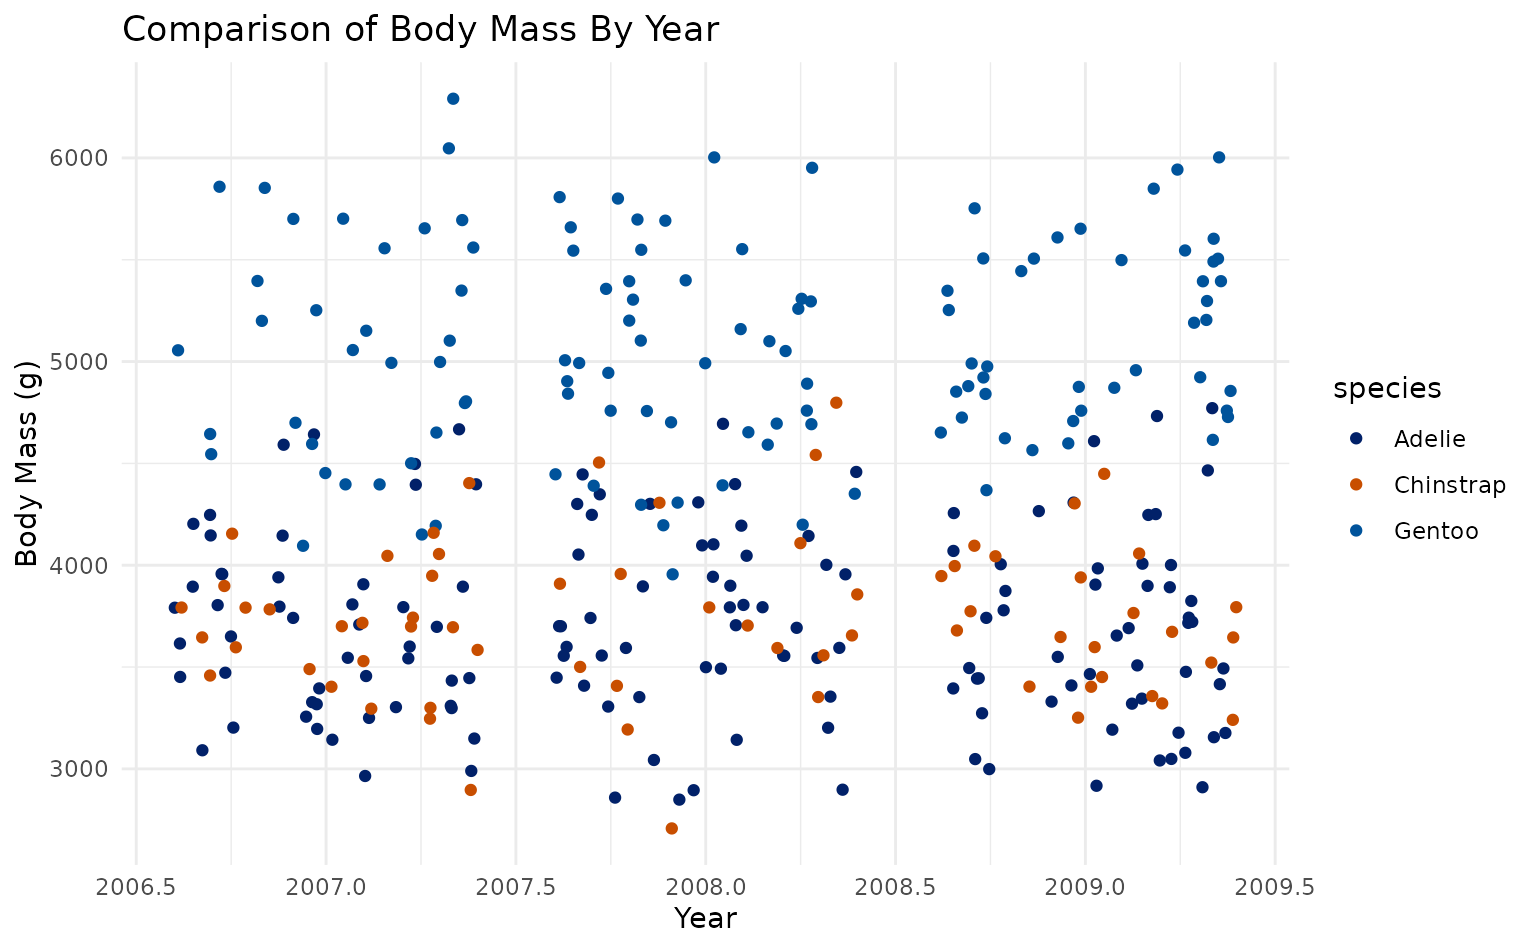 Comparison of Body Mass By Year
6000
5000
4000
3000
Body Mass (g)
2006.5
2007.0
2007.5
2008.0
2008.5
2009.0
2009.5
Year
species
Adelie
Chinstrap
Gentoo